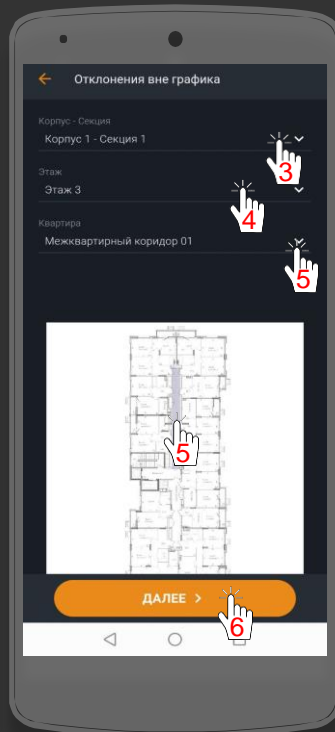 Отклонения вне графика
Корпус - Секция
Корпус 1 - Секция 1
3
Этаж
Этаж 3
4
Квартира
Межквартирный коридор 01
5
5
ДАЛЕЕ >
6